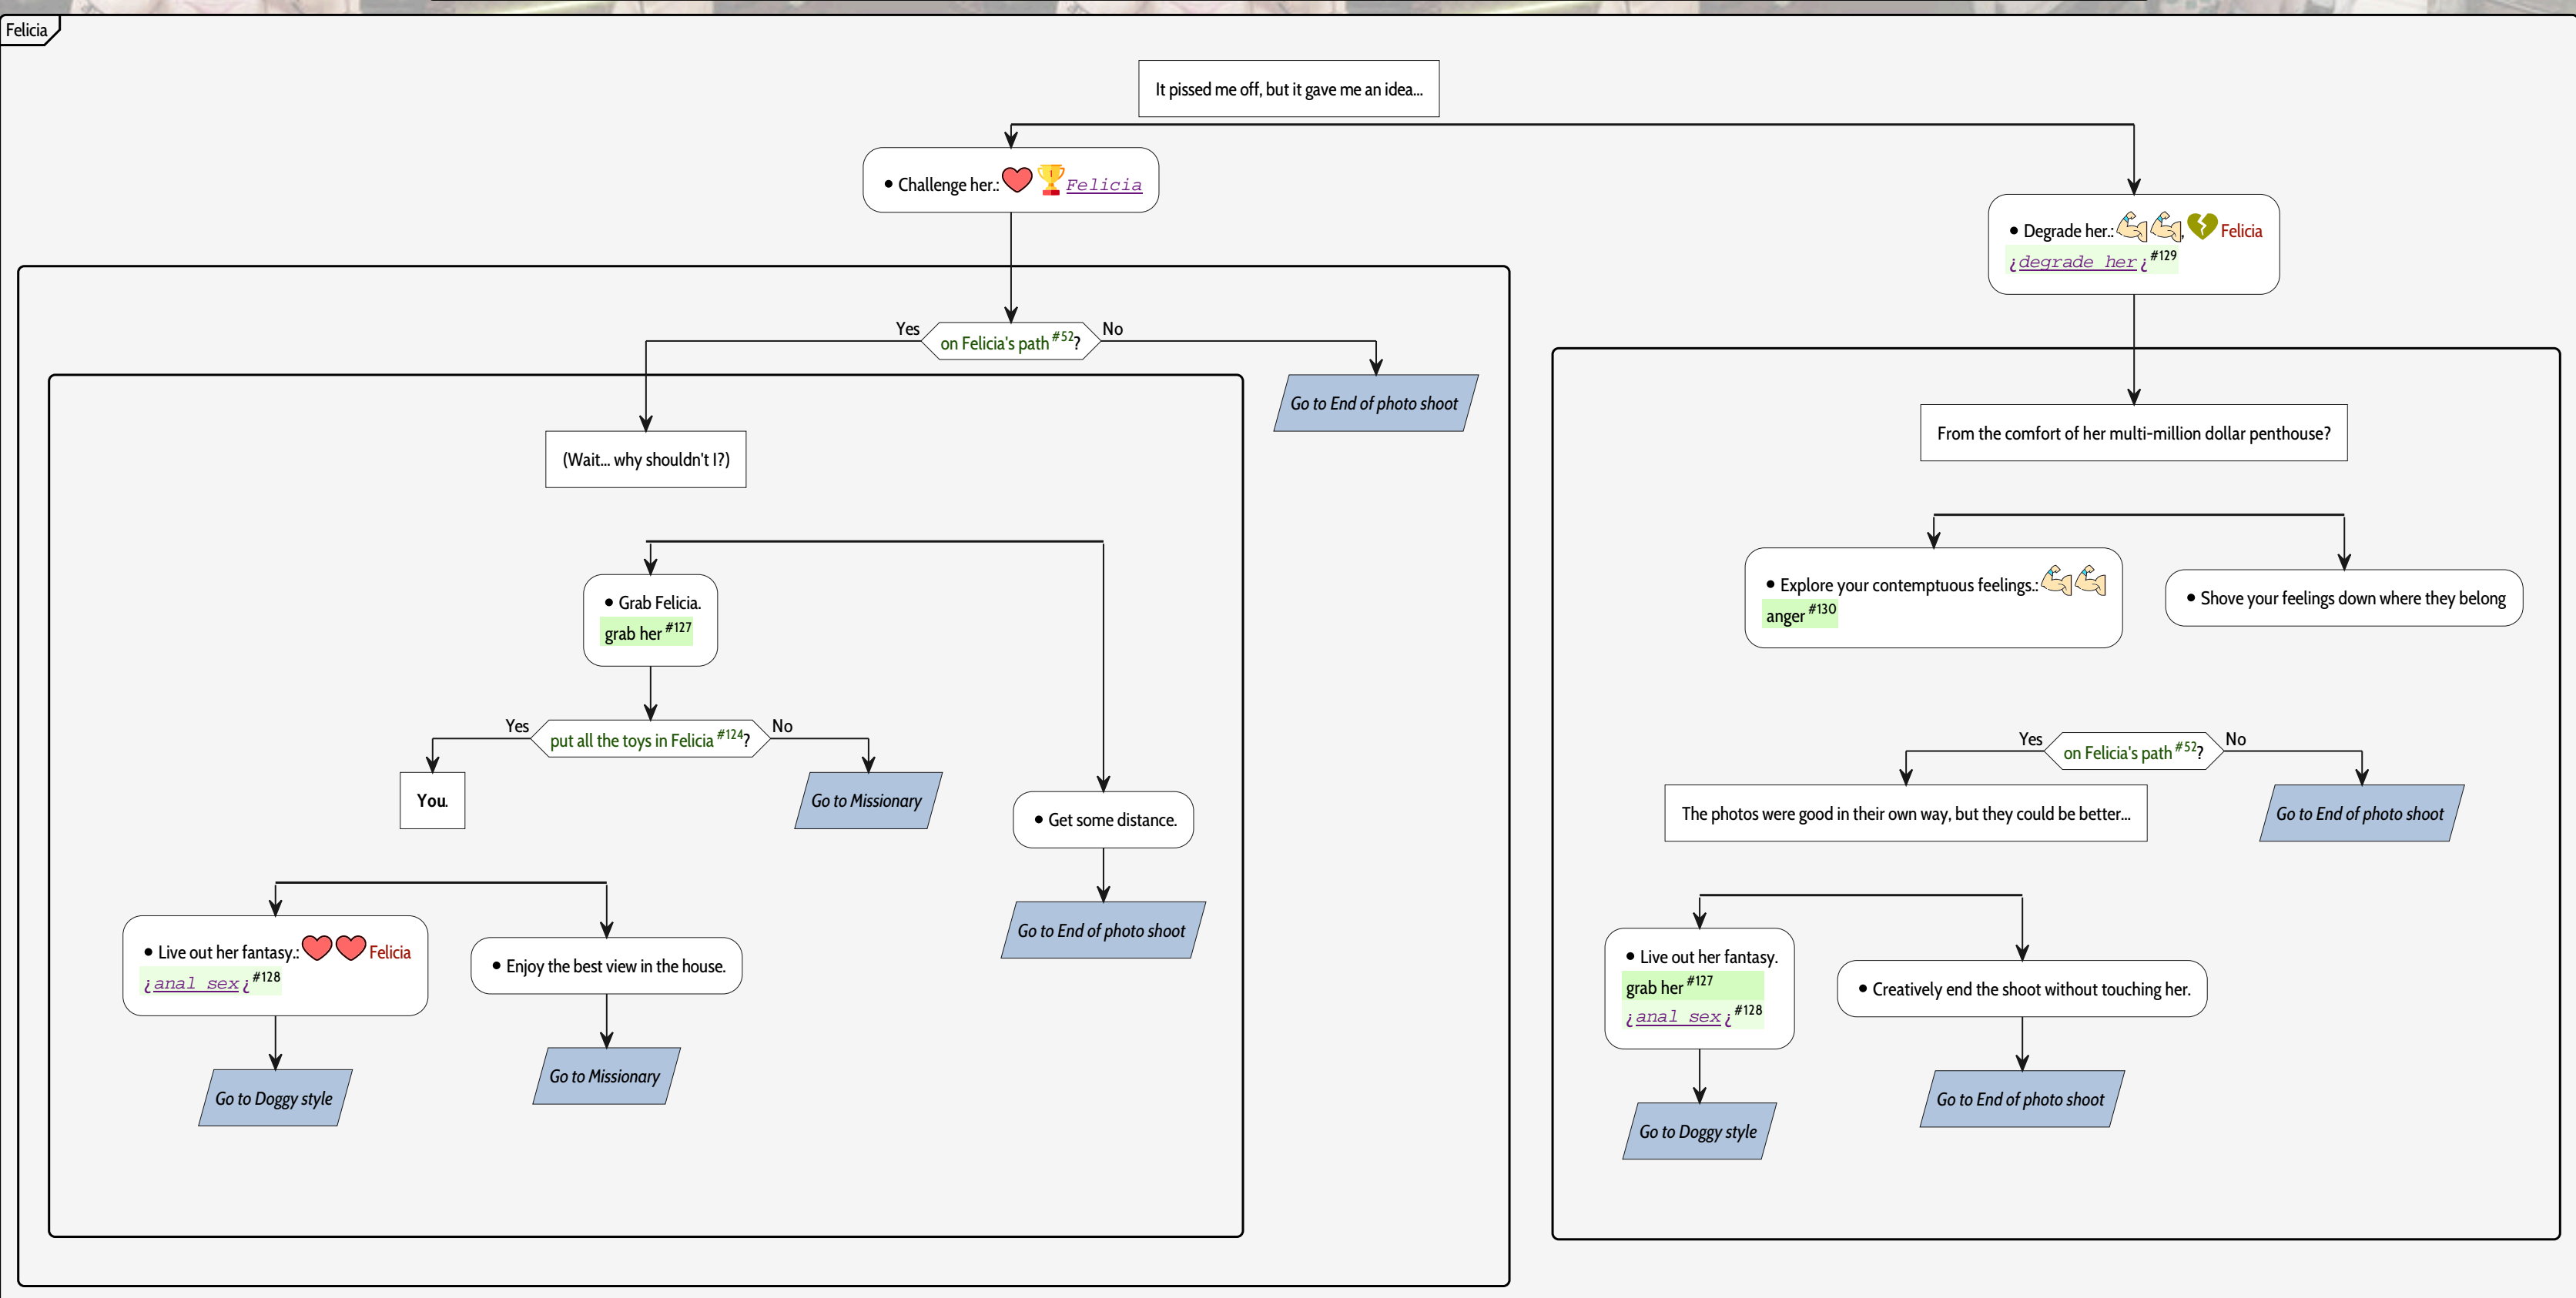 Felicia
It pissed me off, but it gave me an idea...
• Challenge her.: Felicia
• Degrade her.: , Felicia
¿degrade her¿ #129
Yes
on Felicia's path #52?
No
Go to End of photo shoot
(Wait... why shouldn't I?)
• Grab Felicia.
grab her #127
Yes
put all the toys in Felicia #124?
No
You.
Go to Missionary
• Get some distance.
Go to End of photo shoot
• Live out her fantasy.: Felicia
¿anal sex¿ #128
• Enjoy the best view in the house.
Go to Doggy style
Go to Missionary
From the comfort of her multi-million dollar penthouse?
• Explore your contemptuous feelings.:
anger #130
• Shove your feelings down where they belong
Yes
on Felicia's path #52?
No
The photos were good in their own way, but they could be better...
Go to End of photo shoot
• Live out her fantasy.
grab her #127
¿anal sex¿ #128
• Creatively end the shoot without touching her.
Go to Doggy style
Go to End of photo shoot